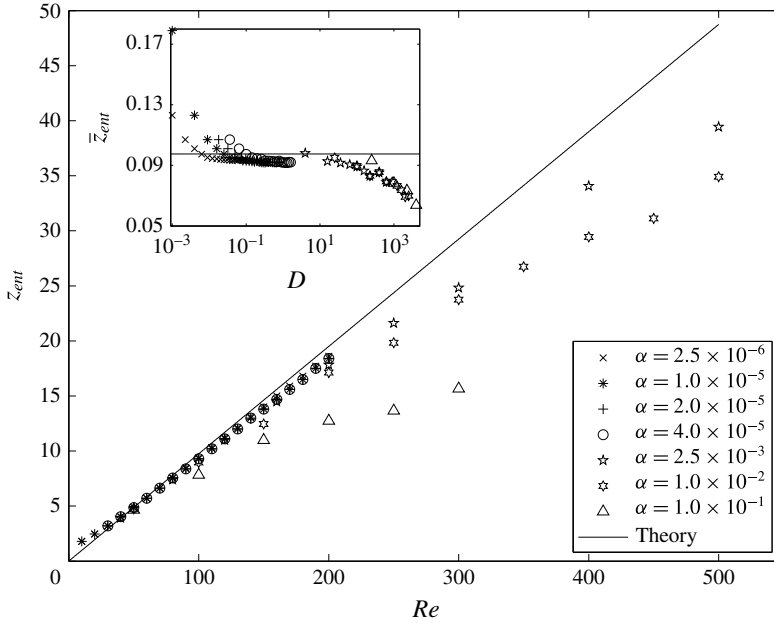 50
45
40
35
30
25
20
15
10
5
0
z_ent
100
200
300
400
500
Re
0.17
0.13
0.09
0.05
z̄_ent
10^−3
10^−1
10^1
10^3
D
α = 2.5 × 10^−6
α = 1.0 × 10^−5
α = 2.0 × 10^−5
α = 4.0 × 10^−5
α = 2.5 × 10^−3
α = 1.0 × 10^−2
α = 1.0 × 10^−1
Theory